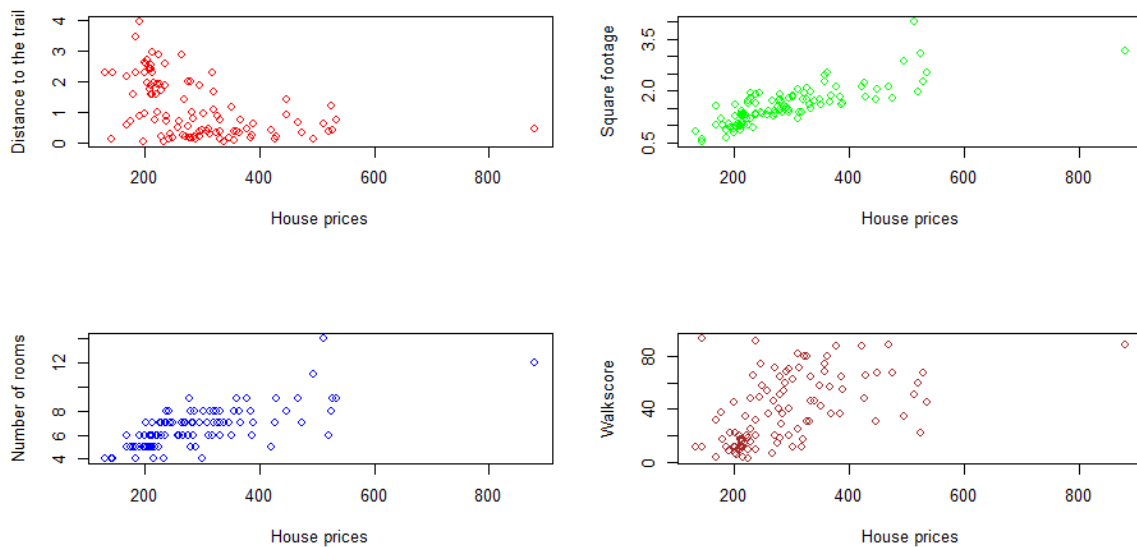 Distance to the trail
4
3
2
1
0
200 400 600 800
House prices
Square footage
3.5
2.0
0.5
200 400 600 800
House prices
Number of rooms
12
8
6
4
200 400 600 800
House prices
Walkscore
80
40
0
200 400 600 800
House prices